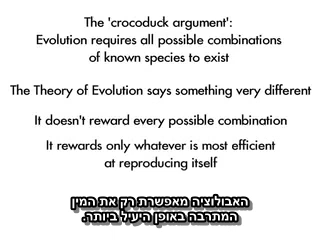 The 'crocoduck argument':
Evolution requires all possible combinations
of known species to exist
The Theory of Evolution says something very different
It doesn't reward every possible combination
It rewards only whatever is most efficient
at reproducing itself
האבולוציה מאפשרת רק את המין
המתרבה באופן היעיל ביותר.